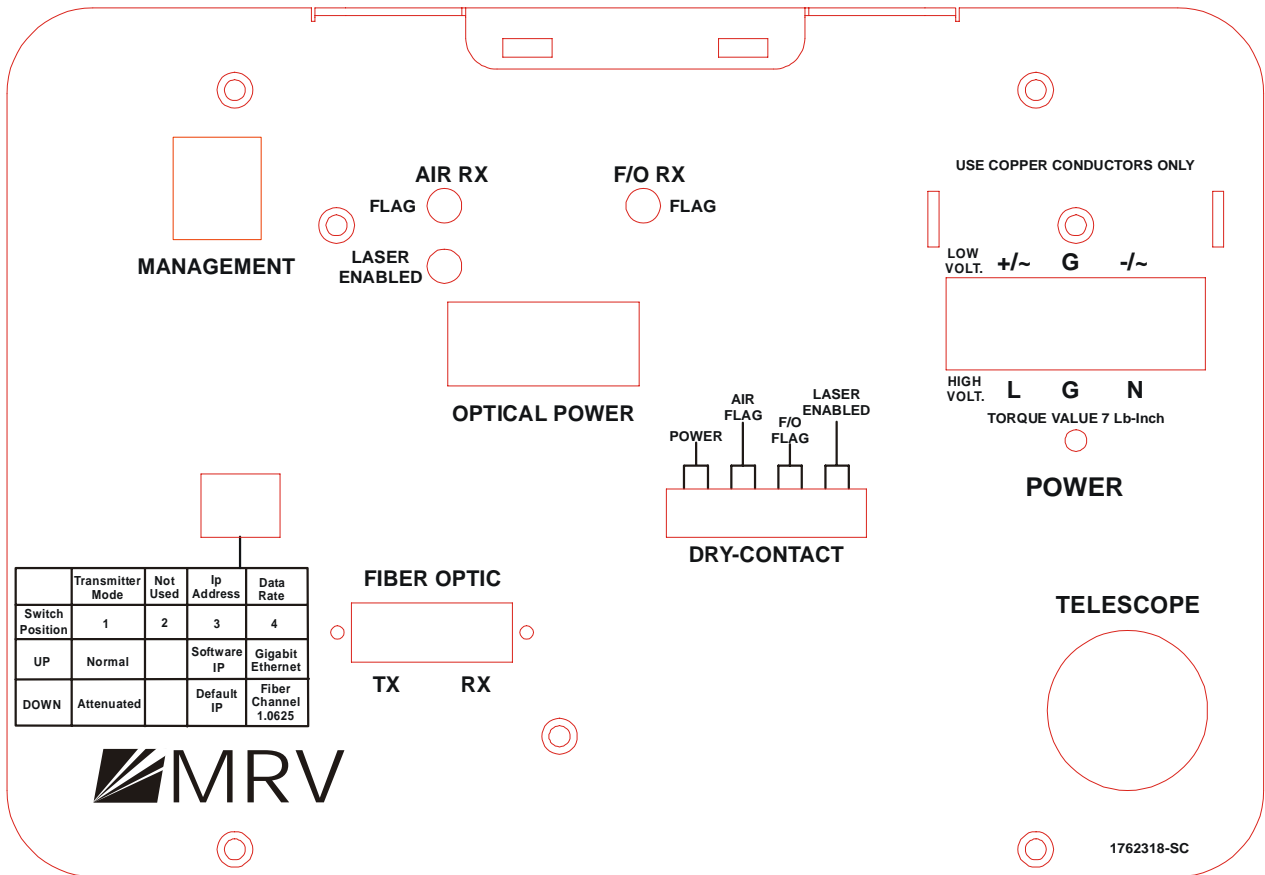 AIR RX
F/O RX
USE COPPER CONDUCTORS ONLY
FLAG
FLAG
MANAGEMENT
LASER
ENABLED
LOW
VOLT.
+/~ G -/~
HIGH
VOLT.
L G N
TORQUE VALUE 7 Lb-Inch
POWER
OPTICAL POWER
POWER
AIR
FLAG
F/O
FLAG
LASER
ENABLED
DRY-CONTACT
Transmitter
Mode
Not
Used
Ip
Address
Data
Rate
Switch
Position
1
2
3
4
UP
Normal
Software
IP
Gigabit
Ethernet
DOWN
Attenuated
Default
IP
Fiber
Channel
1.0625
FIBER OPTIC
TX RX
TELESCOPE
MRV
1762318-SC